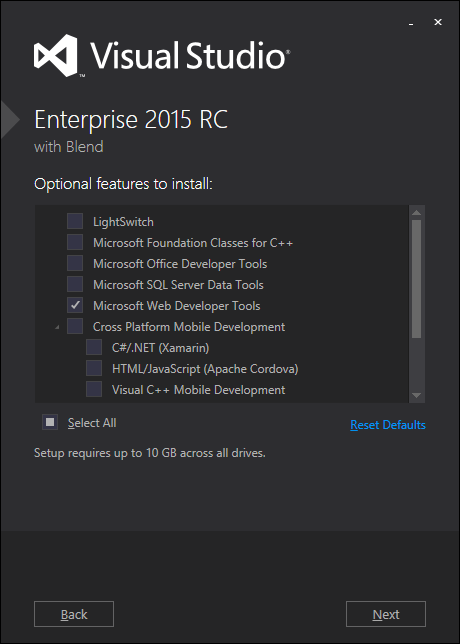 Visual Studio®
™
Enterprise 2015 RC
with Blend
Optional features to install:
LightSwitch
Microsoft Foundation Classes for C++
Microsoft Office Developer Tools
Microsoft SQL Server Data Tools
Microsoft Web Developer Tools
Cross Platform Mobile Development
C#/.NET (Xamarin)
HTML/JavaScript (Apache Cordova)
Visual C++ Mobile Development
Select All
Reset Defaults
Setup requires up to 10 GB across all drives.
Back
Next